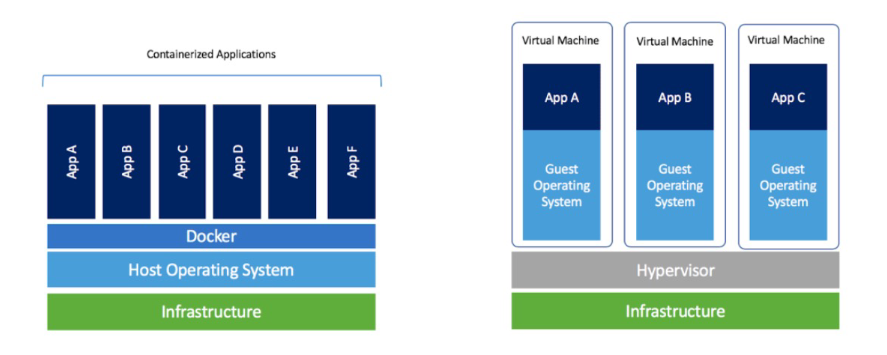 Containerized Applications
App A
App B
App C
App D
App E
App F
Docker
Host Operating System
Infrastructure
Virtual Machine
Virtual Machine
Virtual Machine
App A
App B
App C
Guest
Operating
System
Guest
Operating
System
Guest
Operating
System
Hypervisor
Infrastructure